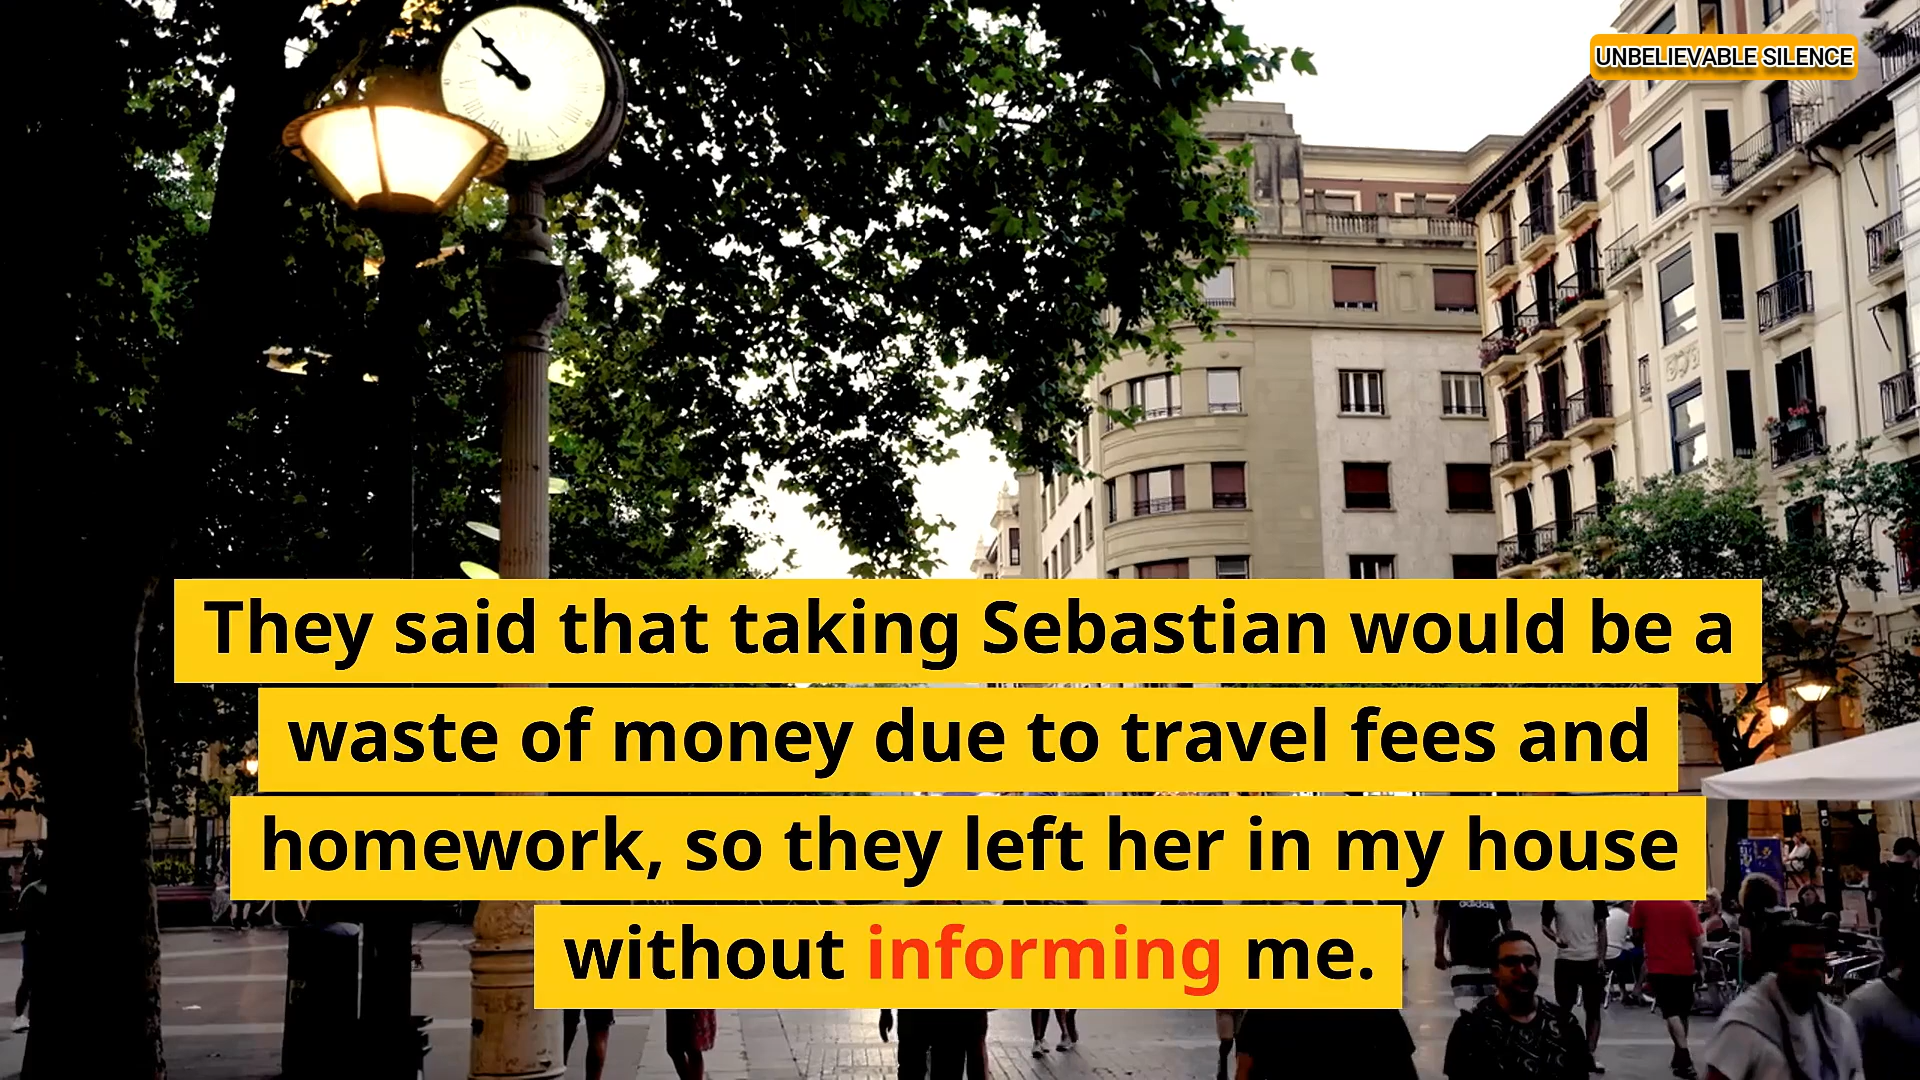 UNBELIEVABLE SILENCE
They said that taking Sebastian would be a
waste of money due to travel fees and
homework, so they left her in my house
without informing me.
adidas